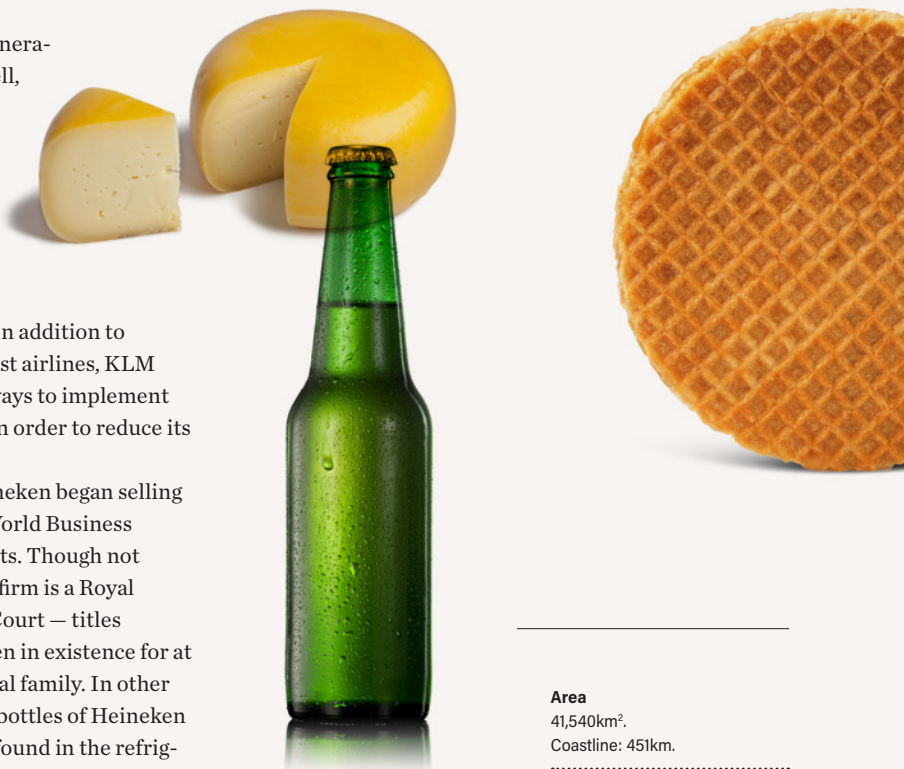 nera-
ll,
n addition to
st airlines, KLM
ays to implement
n order to reduce its
neken began selling
orld Business
ts. Though not
firm is a Royal
Court — titles
en in existence for at
al family. In other
bottles of Heineken
found in the refrig-
Area
41,540km².
Coastline: 451km.